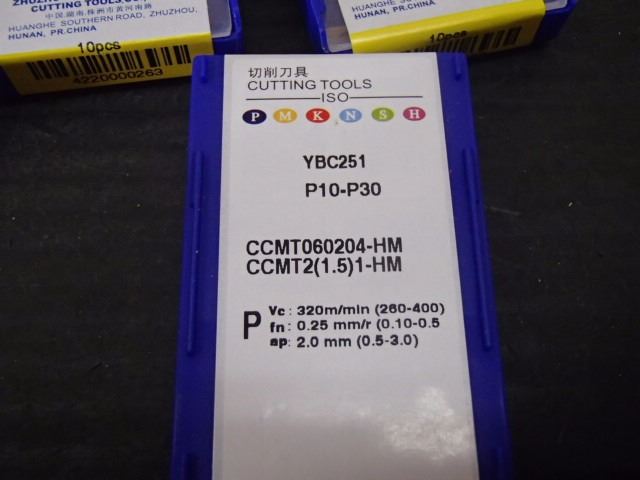 ZHUZHOU
CUTTING TOOLS
中国.湖南.株洲市黄河南路
HUANGHE SOUTHERN ROAD, ZHUZHOU,
HUNAN, PR.CHINA
10pcs
4220000263
HUANGHE SOUTHERN ROAD, ZHUZHOU,
HUNAN, PR.CHINA
10pcs
切削刀具
CUTTING TOOLS
ISO
P M K N S H
YBC251
P10-P30
CCMT060204-HM
CCMT2(1.5)1-HM
P
Vc: 320m/min (260-400)
fn: 0.25 mm/r (0.10-0.5
ap: 2.0 mm (0.5-3.0)